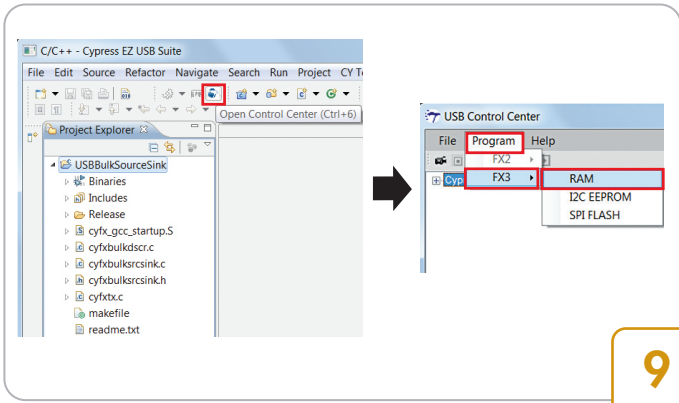 C/C++ - Cypress EZ USB Suite
File Edit Source Refactor Navigate Search Run Project CY T
Open Control Center (Ctrl+6)
Project Explorer
USBBulkSourceSink
Binaries
Includes
Release
cyfx_gcc_startup.S
cyfxbulkdscr.c
cyfxbulksrcsink.c
cyfxbulksrcsink.h
cyfxtx.c
makefile
readme.txt
USB Control Center
File Program Help
FX2
Cyp FX3 RAM
I2C EEPROM
SPI FLASH
9